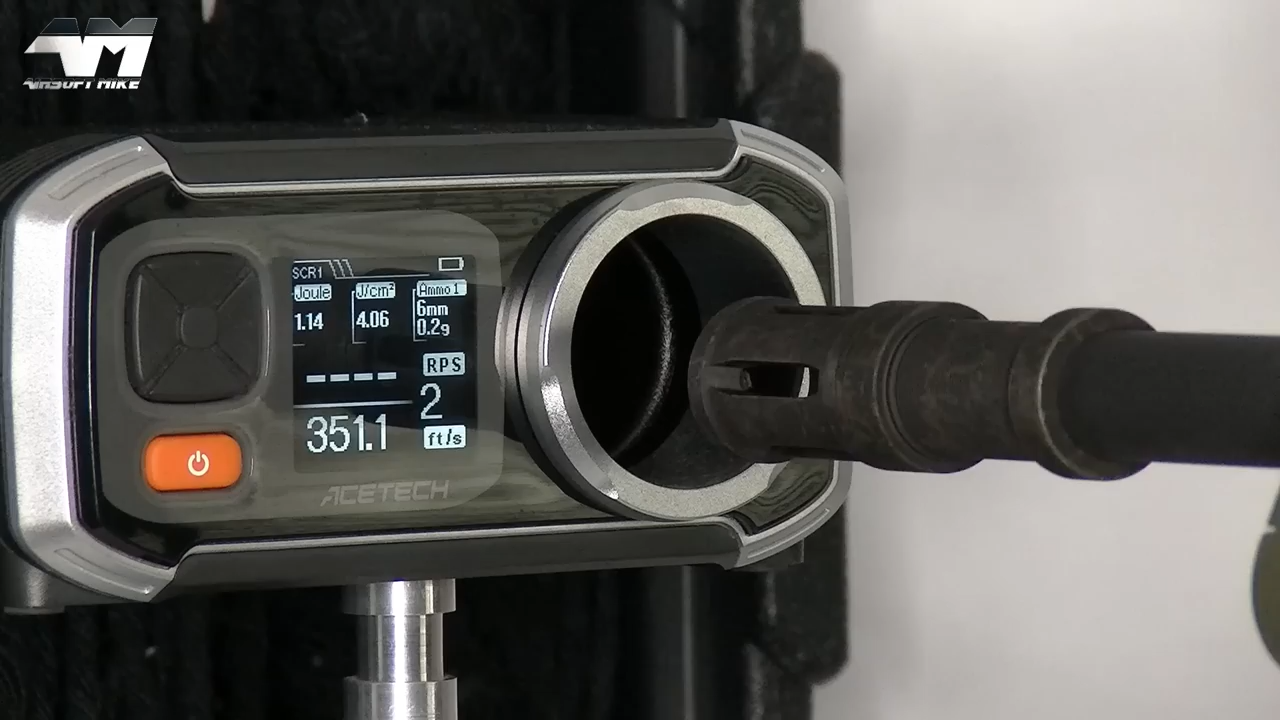 AM
AIRSOFT MIKE
SCR1
Joule J/cm² Ammo 1
1.14 4.06 6mm
0.2g
RPS
---- 2
351.1 ft/s
ACETECH